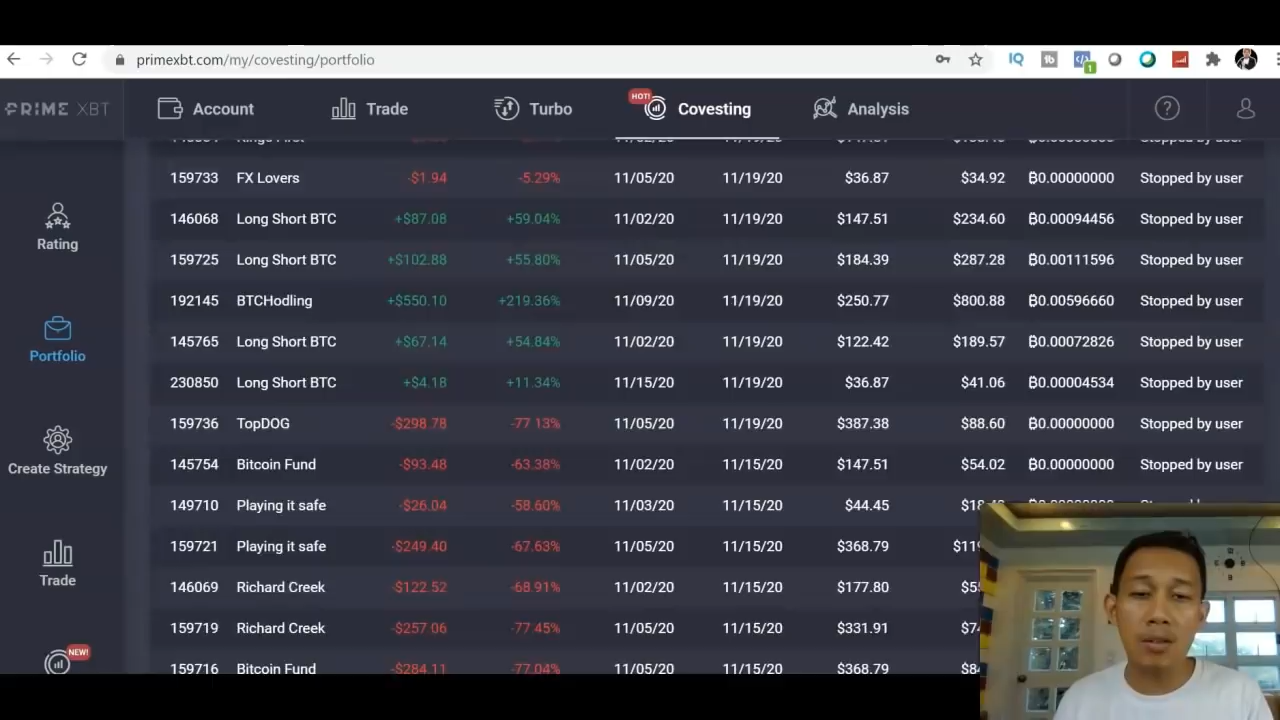 primexbt.com/my/covesting/portfolio
PRIME XBT Account Trade Turbo HOT! Covesting Analysis
11/02/20 11/19/20
159733 FX Lovers -$1.94 -5.29% 11/05/20 11/19/20 $36.87 $34.92 ₿0.00000000 Stopped by user
146068 Long Short BTC +$87.08 +59.04% 11/02/20 11/19/20 $147.51 $234.60 ₿0.00094456 Stopped by user
Rating
159725 Long Short BTC +$102.88 +55.80% 11/05/20 11/19/20 $184.39 $287.28 ₿0.00111596 Stopped by user
192145 BTCHodling +$550.10 +219.36% 11/09/20 11/19/20 $250.77 $800.88 ₿0.00596660 Stopped by user
145765 Long Short BTC +$67.14 +54.84% 11/02/20 11/19/20 $122.42 $189.57 ₿0.00072826 Stopped by user
Portfolio
230850 Long Short BTC +$4.18 +11.34% 11/15/20 11/19/20 $36.87 $41.06 ₿0.00004534 Stopped by user
159736 TopDOG -$298.78 -77.13% 11/05/20 11/19/20 $387.38 $88.60 ₿0.00000000 Stopped by user
145754 Bitcoin Fund -$93.48 -63.38% 11/02/20 11/15/20 $147.51 $54.02 ₿0.00000000 Stopped by user
Create Strategy
149710 Playing it safe -$26.04 -58.60% 11/03/20 11/15/20 $44.45
159721 Playing it safe -$249.40 -67.63% 11/05/20 11/15/20 $368.79
146069 Richard Creek -$122.52 -68.91% 11/02/20 11/15/20 $177.80
Trade
159719 Richard Creek -$257.06 -77.45% 11/05/20 11/15/20 $331.91
NEW!
159716 Bitcoin Fund -$284.11 -77.04% 11/05/20 11/15/20 $368.79